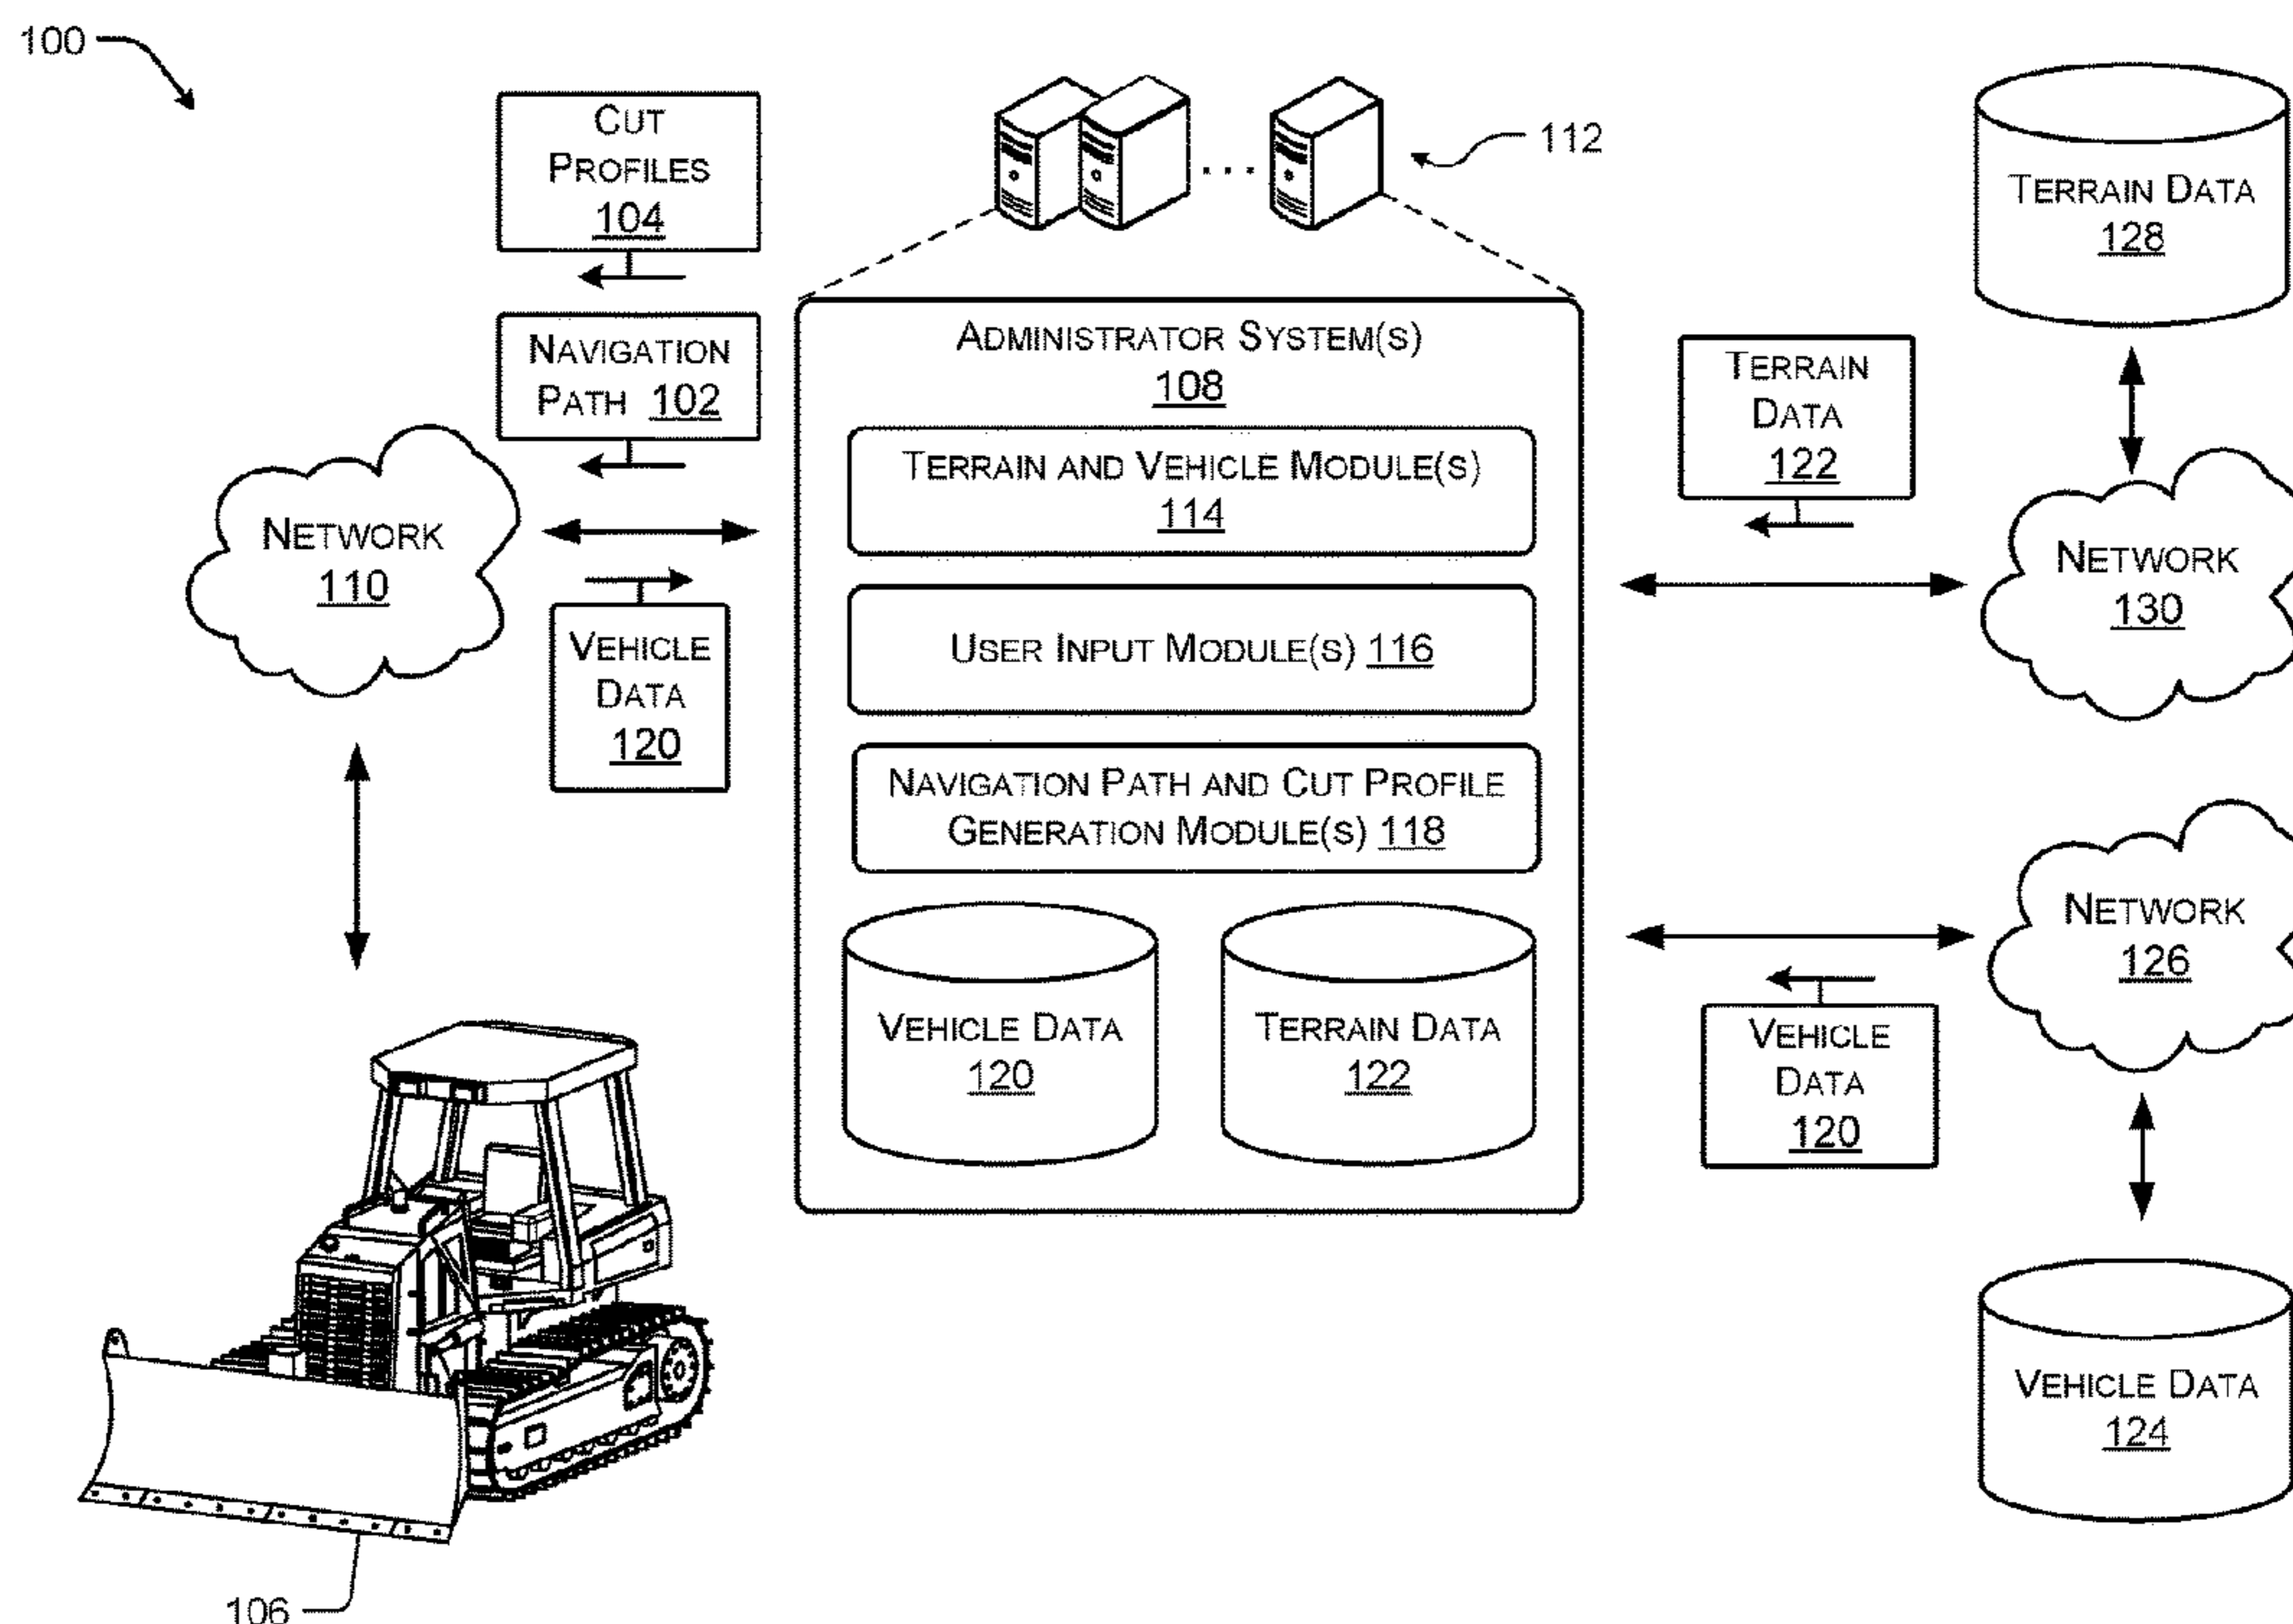 100
CUT
PROFILES
104
NAVIGATION
PATH 102
NETWORK
110
VEHICLE
DATA
120
106
112
ADMINISTRATOR SYSTEM(S)
108
TERRAIN AND VEHICLE MODULE(S)
114
USER INPUT MODULE(S) 116
NAVIGATION PATH AND CUT PROFILE
GENERATION MODULE(S) 118
VEHICLE DATA
120
TERRAIN DATA
122
TERRAIN DATA
128
TERRAIN
DATA
122
NETWORK
130
NETWORK
126
VEHICLE
DATA
120
VEHICLE DATA
124